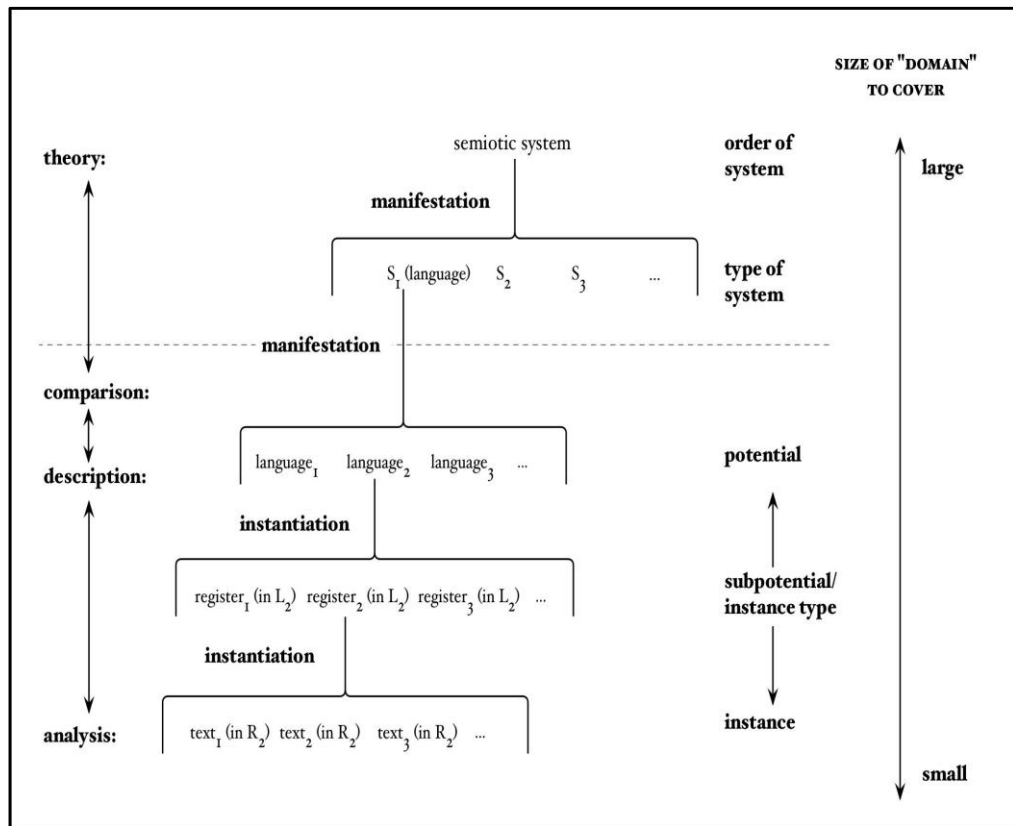 SIZE OF "DOMAIN"
TO COVER
theory:
semiotic system
order of
system
large
manifestation
S₁ (language) S₂ S₃ ...
type of
system
manifestation
comparison:
description:
language₁ language₂ language₃ ...
potential
instantiation
register₁ (in L₂) register₂ (in L₂) register₃ (in L₂) ...
subpotential/
instance type
instantiation
analysis:
text₁ (in R₂) text₂ (in R₂) text₃ (in R₂) ...
instance
small